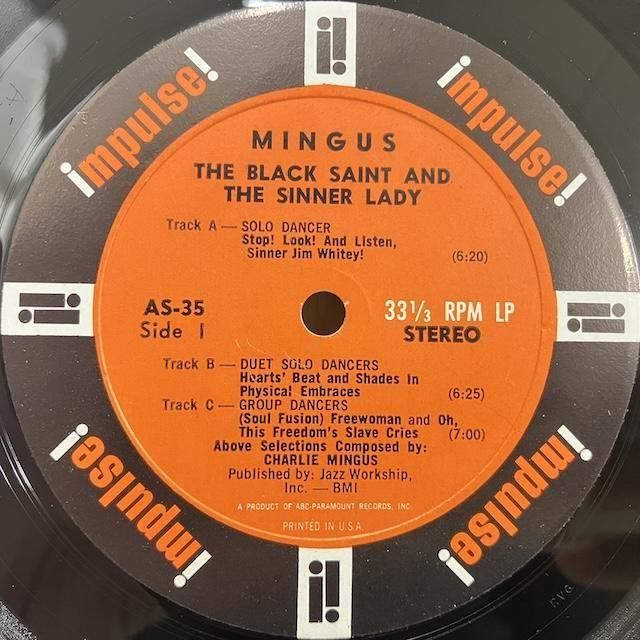 impulse!
impulse!
MINGUS
THE BLACK SAINT AND
THE SINNER LADY
Track A — SOLO DANCER
Stop! Look! And Listen,
Sinner Jim Whitey! (6:20)
AS-35
Side 1
33 1/3 RPM LP
STEREO
Track B — DUET SOLO DANCERS
Hearts' Beat and Shades In
Physical Embraces (6:25)
Track C — GROUP DANCERS
(Soul Fusion) Freewoman and Oh,
This Freedom's Slave Cries (7:00)
Above Selections Composed by:
CHARLIE MINGUS
Published by: Jazz Workship,
Inc. — BMI
A PRODUCT OF ABC-PARAMOUNT RECORDS, INC.
PRINTED IN U.S.A.
impulse!
impulse!
RVG